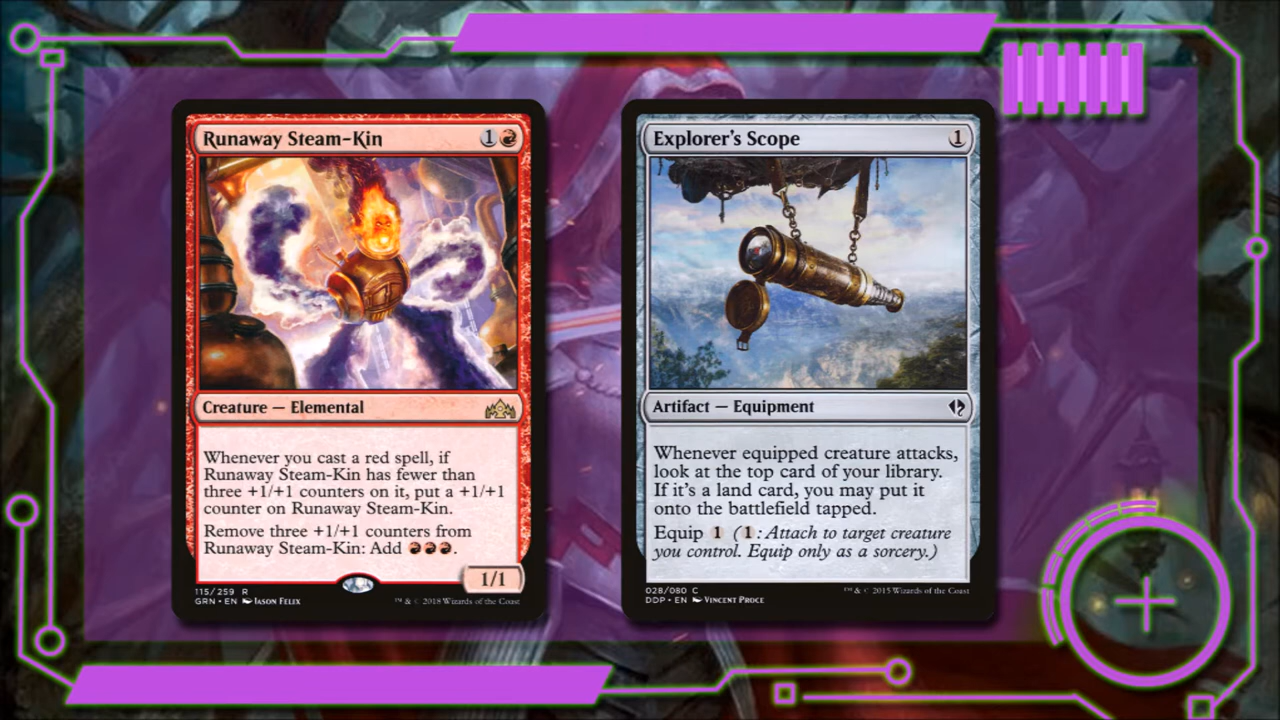 Runaway Steam-Kin 1
Creature — Elemental
Whenever you cast a red spell, if
Runaway Steam-Kin has fewer than
three +1/+1 counters on it, put a +1/+1
counter on Runaway Steam-Kin.
Remove three +1/+1 counters from
Runaway Steam-Kin: Add .
1/1
115/259 R
GRN • EN Jason Felix
™ & © 2018 Wizards of the Coast
Explorer's Scope 1
Artifact — Equipment
Whenever equipped creature attacks,
look at the top card of your library.
If it's a land card, you may put it
onto the battlefield tapped.
Equip 1 (1: Attach to target creature
you control. Equip only as a sorcery.)
028/080 C
DDP • EN Vincent Proce
™ & © 2015 Wizards of the Coast